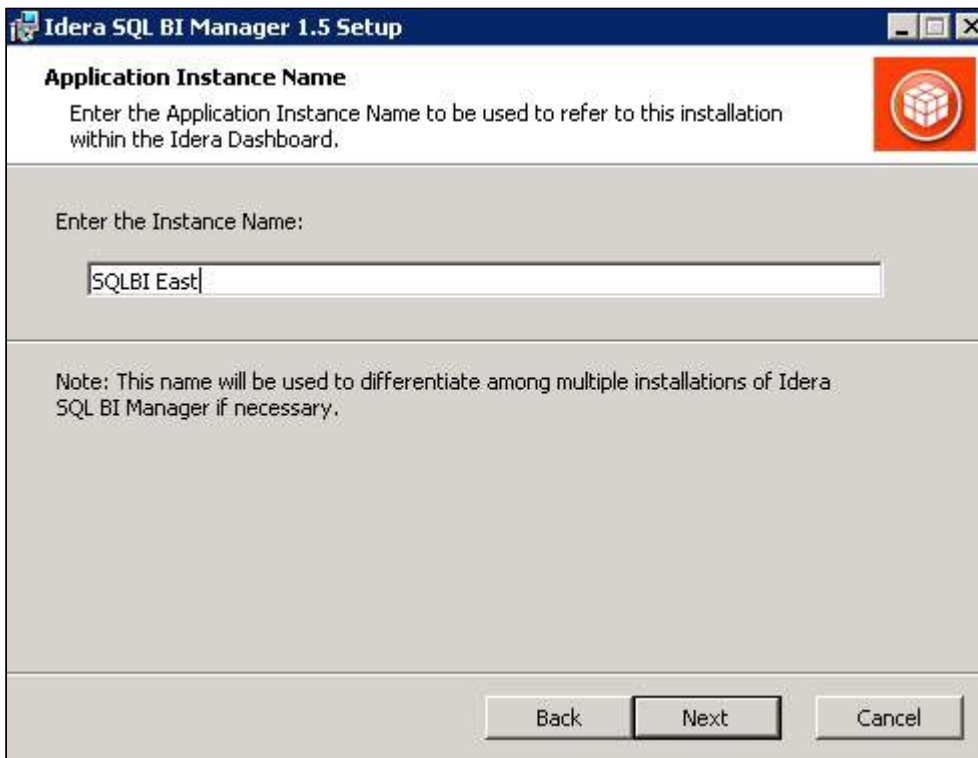 Idera SQL BI Manager 1.5 Setup
Application Instance Name
Enter the Application Instance Name to be used to refer to this installation
within the Idera Dashboard.
Enter the Instance Name:
SQLBI East
Note: This name will be used to differentiate among multiple installations of Idera
SQL BI Manager if necessary.
Back Next Cancel